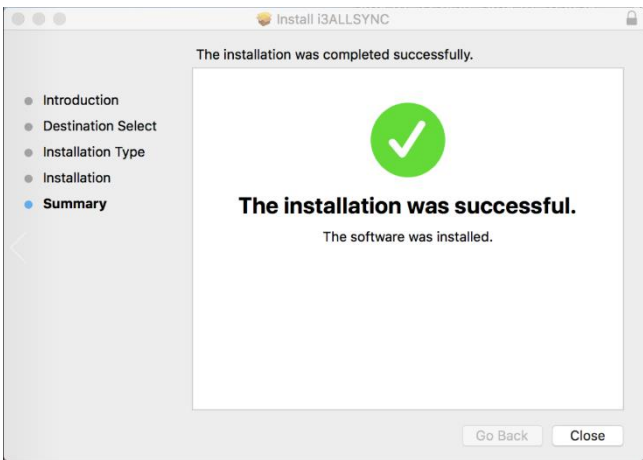 Install i3ALLSYNC
The installation was completed successfully.
Introduction
Destination Select
Installation Type
Installation
Summary
The installation was successful.
The software was installed.
Go Back
Close